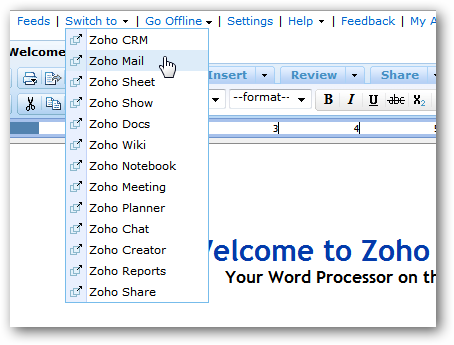 Feeds | Switch to | Go Offline | Settings | Help | Feedback | My A
Welcome
Zoho CRM
Zoho Mail
Insert Review Share
Zoho Sheet
Zoho Show
--format-- B I U abc X2
Zoho Docs
3 4 5
Zoho Wiki
Zoho Notebook
Zoho Meeting
Zoho Planner
Zoho Chat
Zoho Creator
Zoho Reports
Zoho Share
Welcome to Zoho
Your Word Processor on th